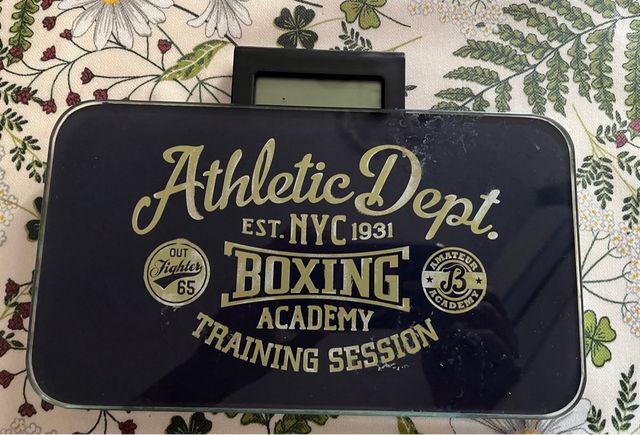 Athletic Dept.
EST. NYC 1931
OUT
Fighter
65
BOXING
AMATEUR
B
ACADEMY
ACADEMY
TRAINING SESSION